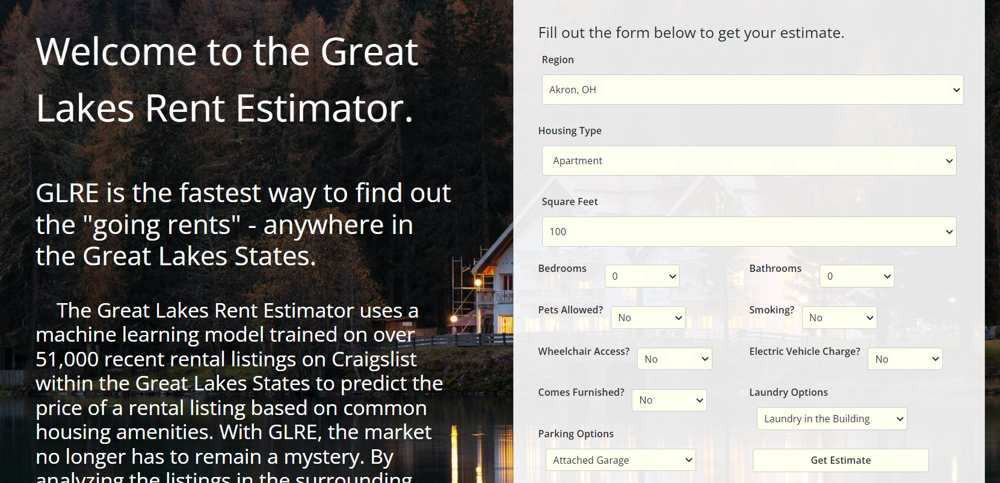 Welcome to the Great
Lakes Rent Estimator.
GLRE is the fastest way to find out
the "going rents" - anywhere in
the Great Lakes States.
The Great Lakes Rent Estimator uses a
machine learning model trained on over
51,000 recent rental listings on Craigslist
within the Great Lakes States to predict the
price of a rental listing based on common
housing amenities. With GLRE, the market
no longer has to remain a mystery. By
analyzing the listings in the surrounding
Fill out the form below to get your estimate.
Region
Akron, OH
Housing Type
Apartment
Square Feet
100
Bedrooms 0
Bathrooms 0
Pets Allowed? No
Smoking? No
Wheelchair Access? No
Electric Vehicle Charge? No
Comes Furnished? No
Laundry Options
Laundry in the Building
Parking Options
Attached Garage
Get Estimate